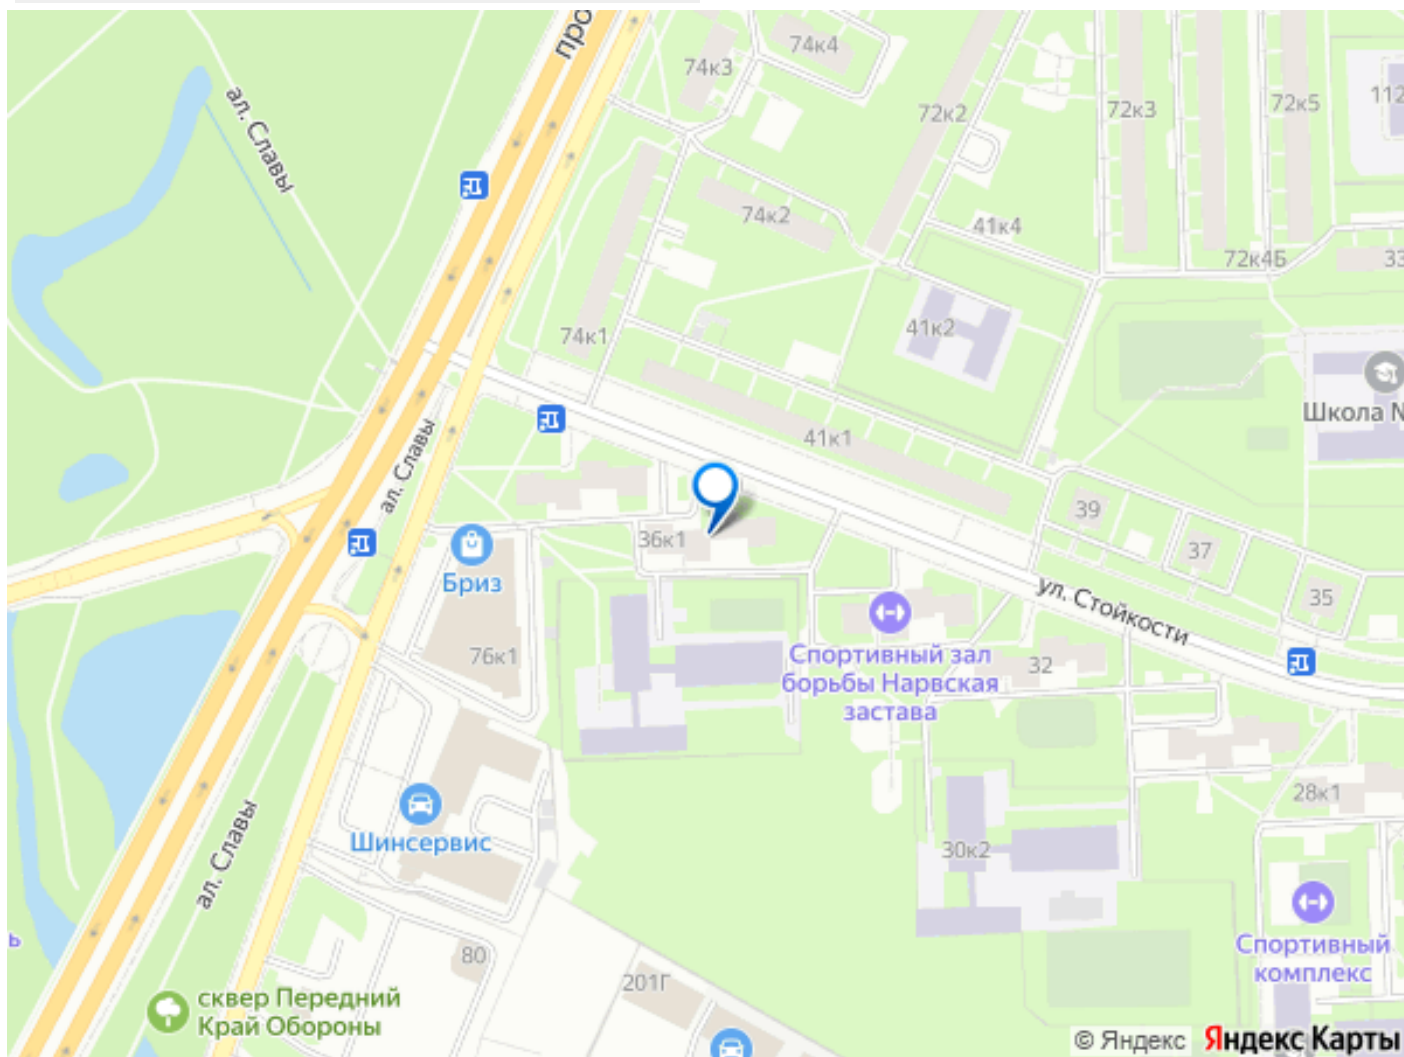 про
74к4
74к3
ал. Славы
72к2
72к3
72к5
112
74к2
41к4
72к4Б
33
74к1
41к2
Школа N
ал. Славы
41к1
39
36к1
37
Бриз
ул. Стойкости
35
76к1
Спортивный зал
борьбы Нарвская
застава
32
28к1
Шинсервис
30к2
ал. Славы
ь
80
Спортивный
комплекс
201Г
сквер Передний
Край Обороны
© Яндекс Яндекс Карты